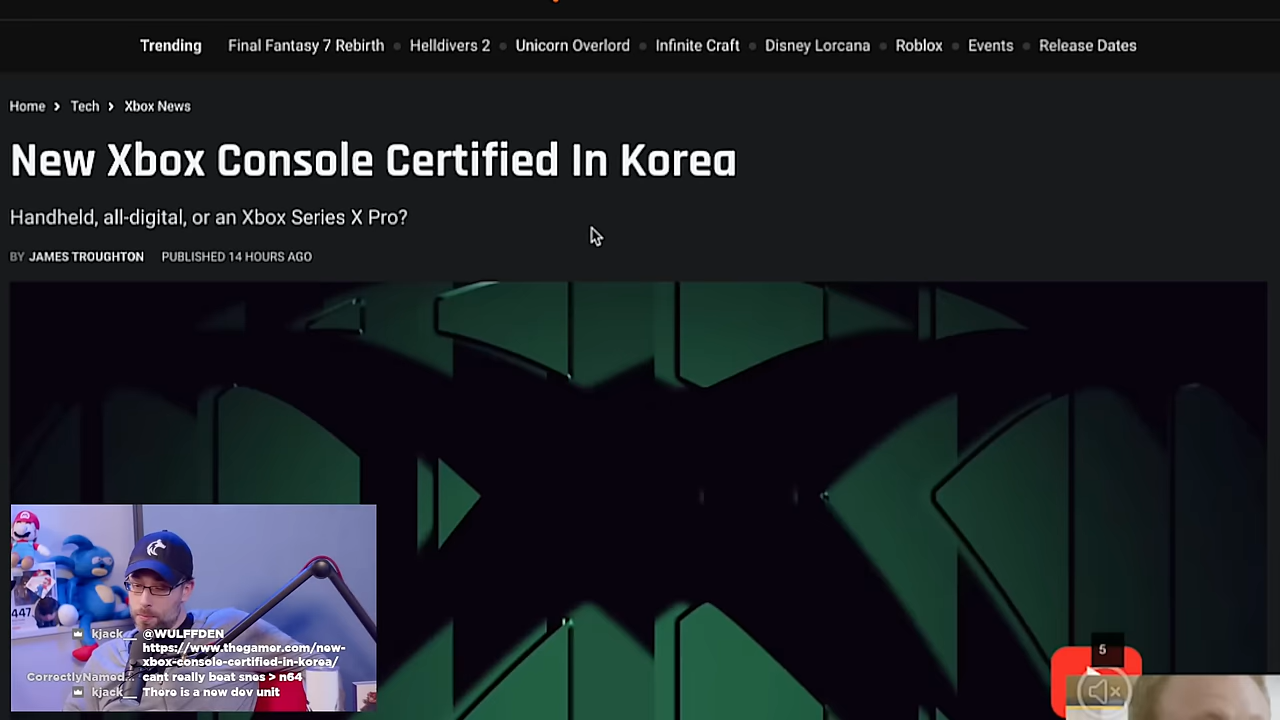 Trending Final Fantasy 7 Rebirth Helldivers 2 Unicorn Overlord Infinite Craft Disney Lorcana Roblox Events Release Dates
Home > Tech > Xbox News
New Xbox Console Certified In Korea
Handheld, all-digital, or an Xbox Series X Pro?
BY JAMES TROUGHTON PUBLISHED 14 HOURS AGO
447.
kjack__ @WULFFDEN
https://www.thegamer.com/new-
xbox-console-certified-in-korea/
CorrectlyNamed... cant really beat snes > n64
kjack__ There is a new dev unit
5